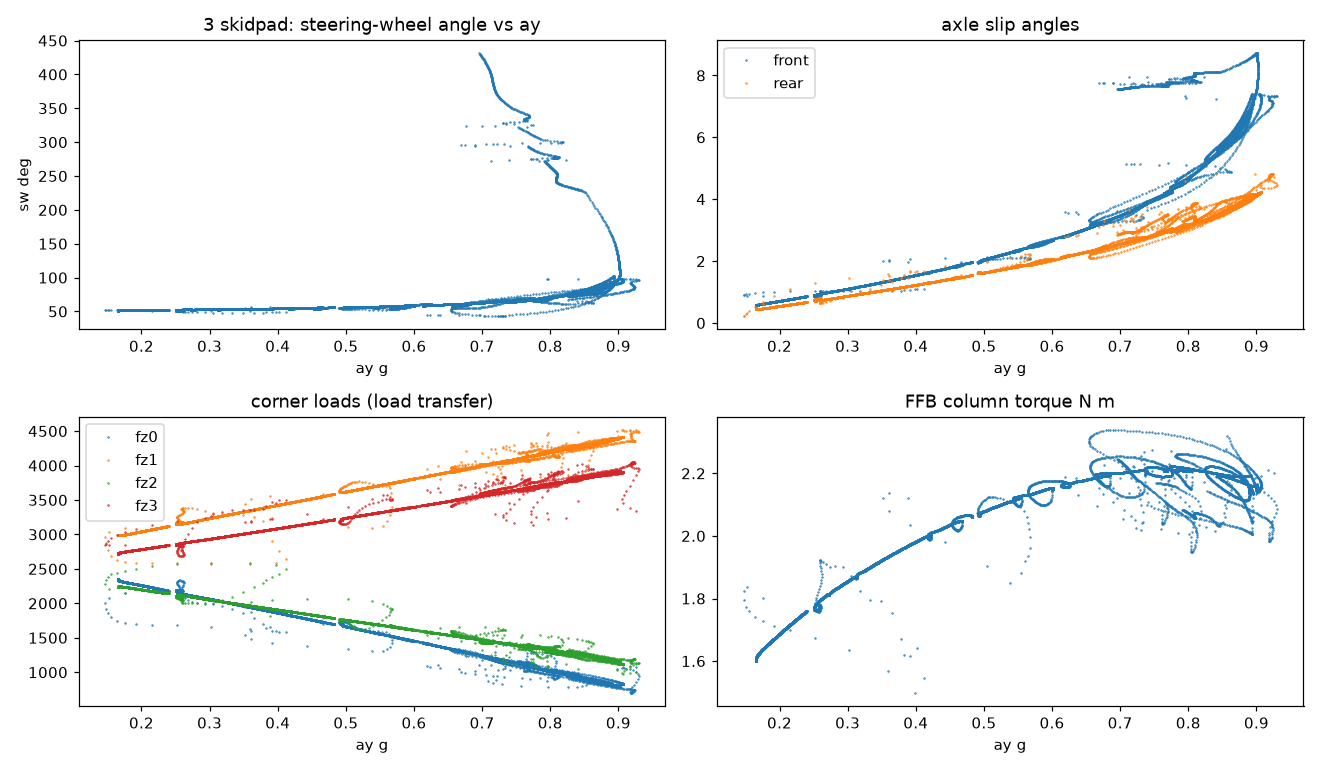 3 skidpad: steering-wheel angle vs ay
450
400
350
300
250
200
150
100
50
sw deg
0.2 0.3 0.4 0.5 0.6 0.7 0.8 0.9
ay g
axle slip angles
front
rear
8
6
4
2
0
0.2 0.3 0.4 0.5 0.6 0.7 0.8 0.9
ay g
corner loads (load transfer)
fz0
fz1
fz2
fz3
4500
4000
3500
3000
2500
2000
1500
1000
0.2 0.3 0.4 0.5 0.6 0.7 0.8 0.9
ay g
FFB column torque N m
2.2
2.0
1.8
1.6
0.2 0.3 0.4 0.5 0.6 0.7 0.8 0.9
ay g